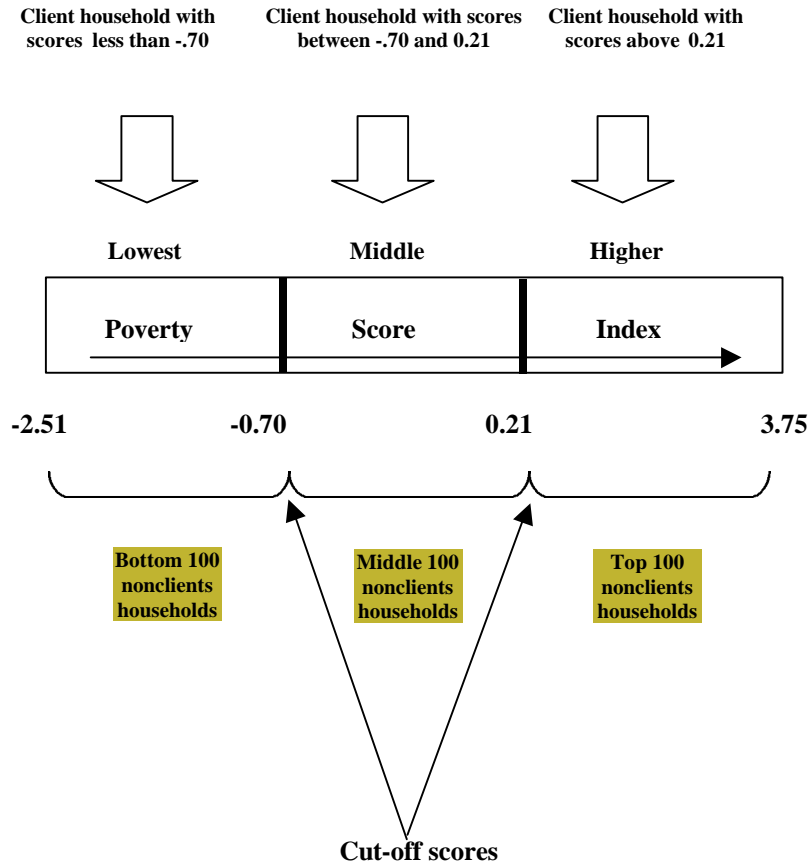 Client household with
scores less than -.70
Client household with scores
between -.70 and 0.21
Client household with
scores above 0.21
Lowest
Middle
Higher
Poverty
Score
Index
-2.51
-0.70
0.21
3.75
Bottom 100
nonclients
households
Middle 100
nonclients
households
Top 100
nonclients
households
Cut-off scores